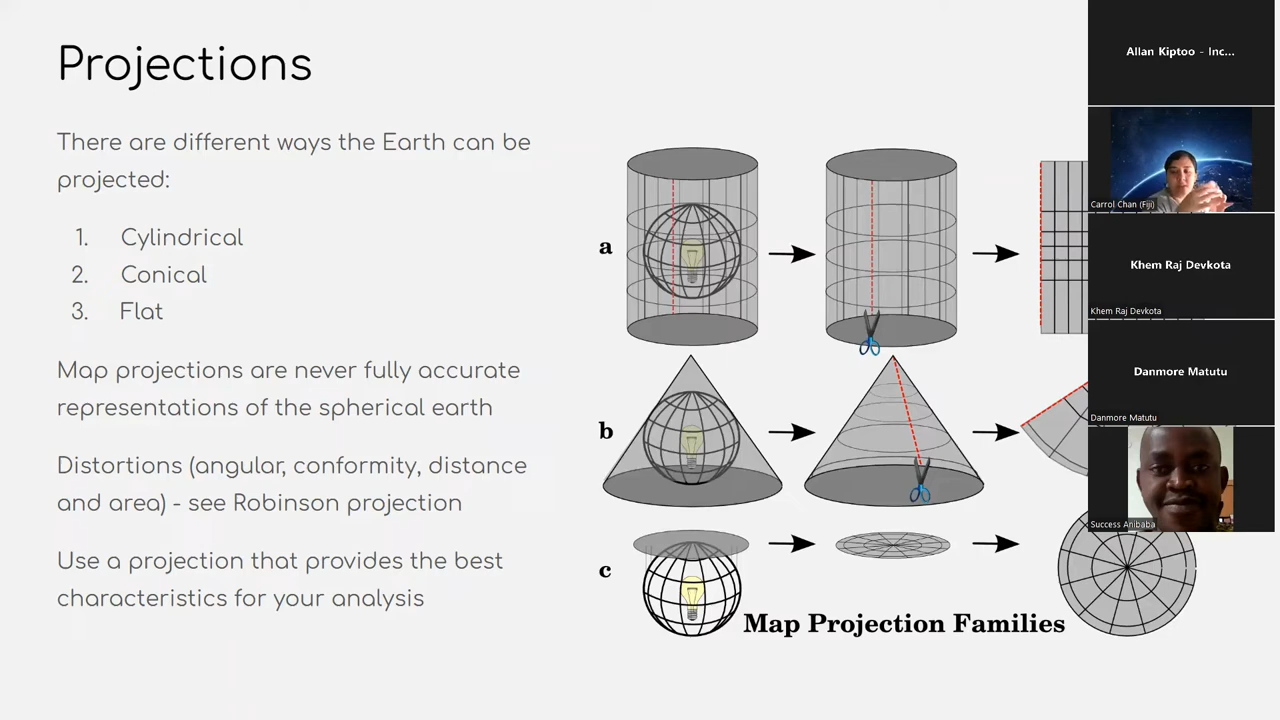 Projections
There are different ways the Earth can be
projected:
1. Cylindrical
2. Conical
3. Flat
Map projections are never fully accurate
representations of the spherical earth
Distortions (angular, conformity, distance
and area) - see Robinson projection
Use a projection that provides the best
characteristics for your analysis
a
b
c
Map Projection Families
Allan Kiptoo - Inc...
Carrol Chan (Fiji)
Khem Raj Devkota
Khem Raj Devkota
Danmore Matutu
Danmore Matutu
Success Anibaba